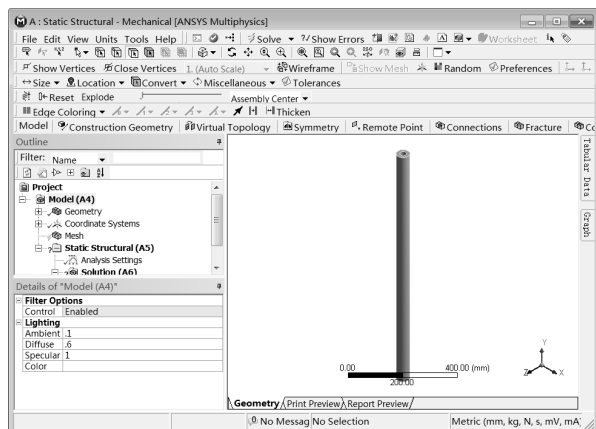 A : Static Structural - Mechanical [ANSYS Multiphysics]
File Edit View Units Tools Help Solve ?/ Show Errors Worksheet
Show Vertices Close Vertices 1. (Auto Scale) Wireframe Show Mesh Random Preferences
Size Location Convert Miscellaneous Tolerances
Reset Explode Assembly Center
Edge Coloring Thicken
Model Construction Geometry Virtual Topology Symmetry Remote Point Connections Fracture Cc
Outline
Filter: Name
Project
Model (A4)
Geometry
Coordinate Systems
Mesh
Static Structural (A5)
Analysis Settings
Solution (A6)
Details of "Model (A4)"
Filter Options
Control Enabled
Lighting
Ambient .1
Diffuse .6
Specular 1
Color
0.00 400.00 (mm)
200.00
Y
Z X
Geometry Print Preview Report Preview
Tabular Data
Graph
No Messag No Selection Metric (mm, kg, N, s, mV, mA)